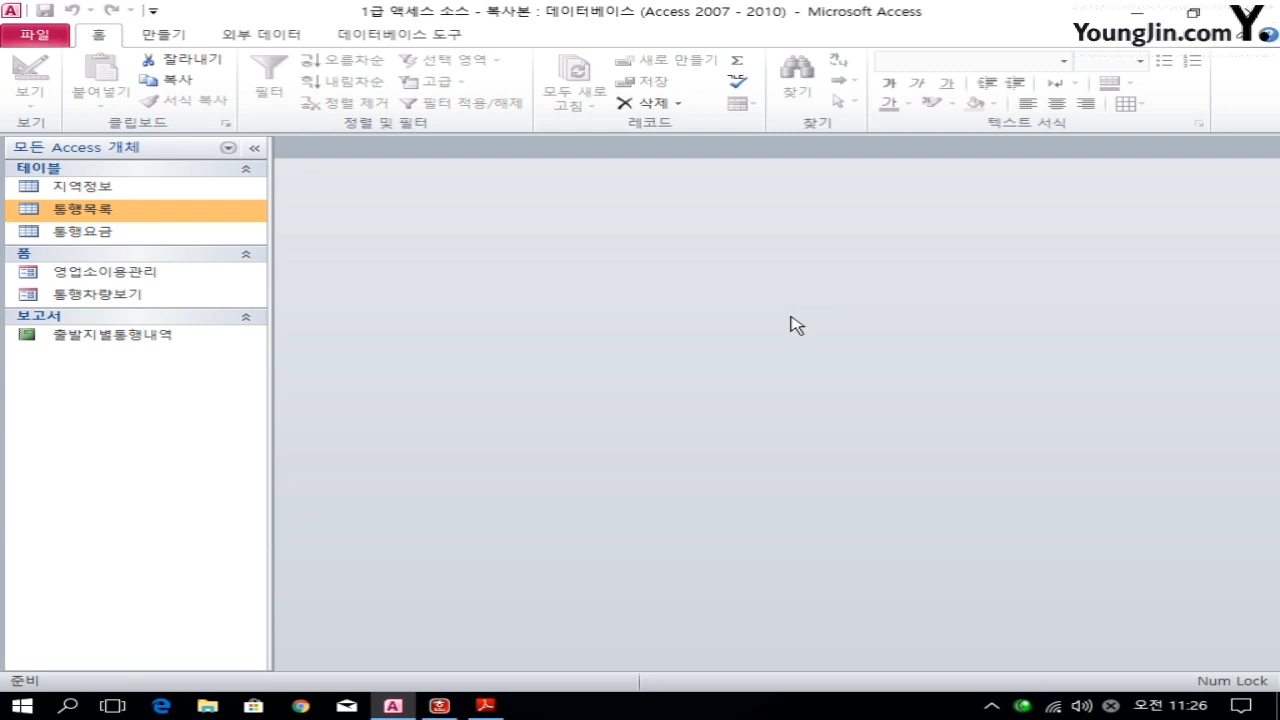 1급 액세스 소스 - 복사본 : 데이터베이스 (Access 2007 - 2010) - Microsoft Access
파일 홈 만들기 외부 데이터 데이터베이스 도구
YoungJin.com Y.
보기 붙여넣기 잘라내기 복사 서식 복사
필터 오름차순 내림차순 정렬 제거 선택 영역 고급 필터 적용/해제
모두 새로 고침 새로 만들기 저장 삭제
찾기
가 가 가 가
보기 클립보드 정렬 및 필터 레코드 찾기 텍스트 서식
모든 Access 개체
테이블
지역정보
통행목록
통행요금
폼
영업소이용관리
통행차량보기
보고서
출발지별통행내역
준비
Num Lock
오전 11:26